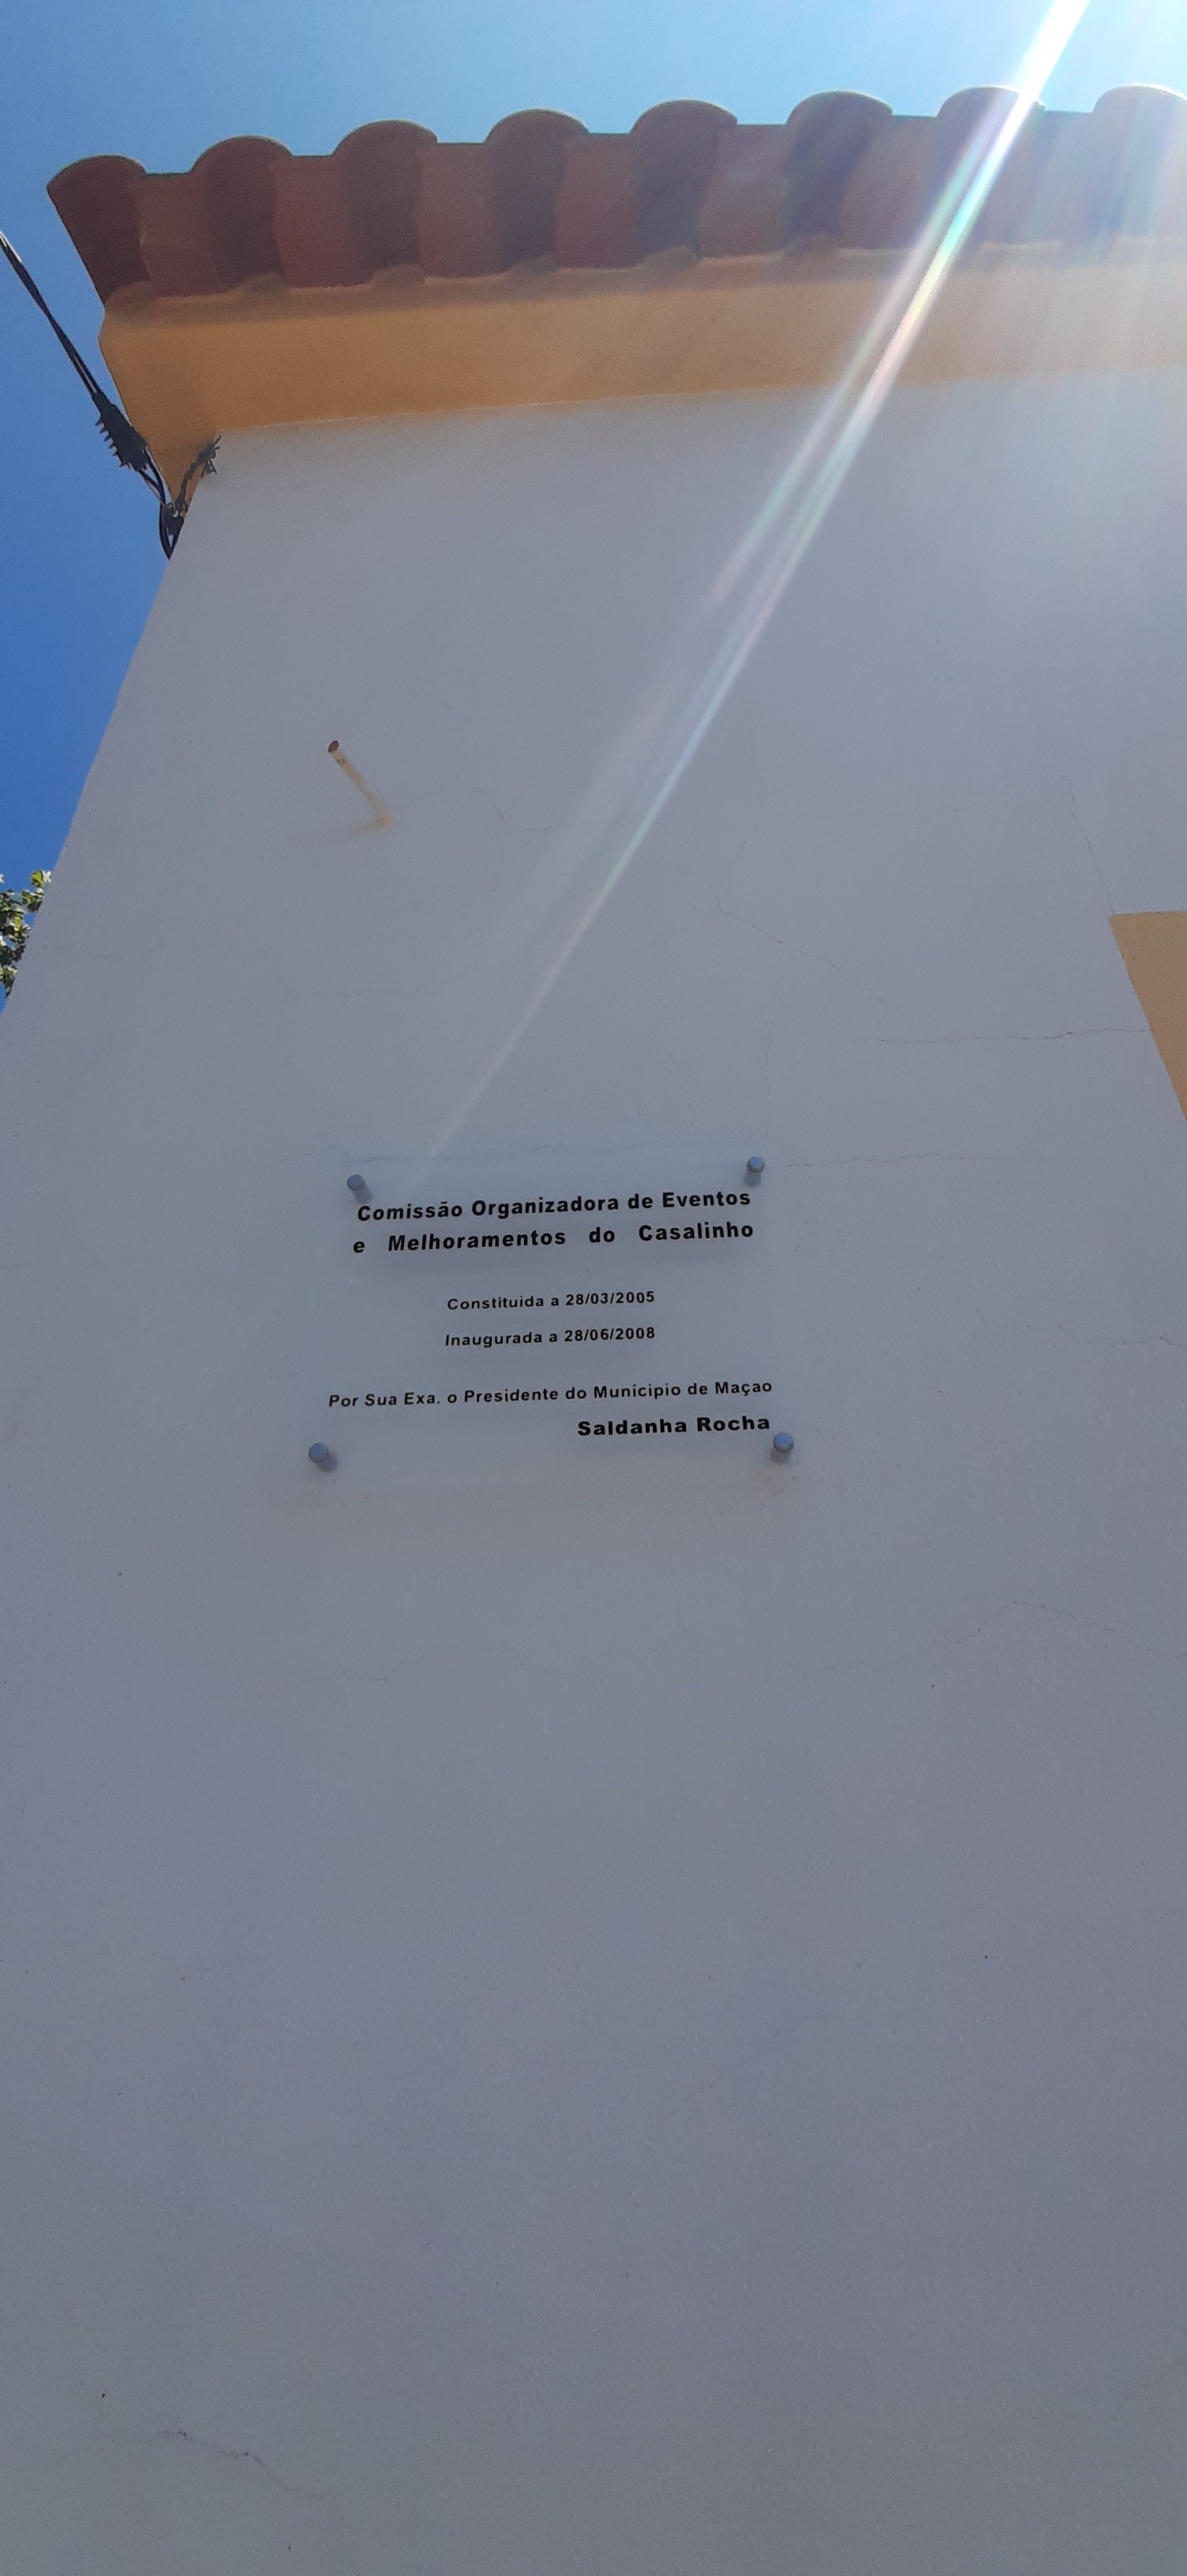 Comissão Organizadora de Eventos
e Melhoramentos do Casalinho
Constituida a 28/03/2005
Inaugurada a 28/06/2008
Por Sua Exa. o Presidente do Municipio de Maçao
Saldanha Rocha